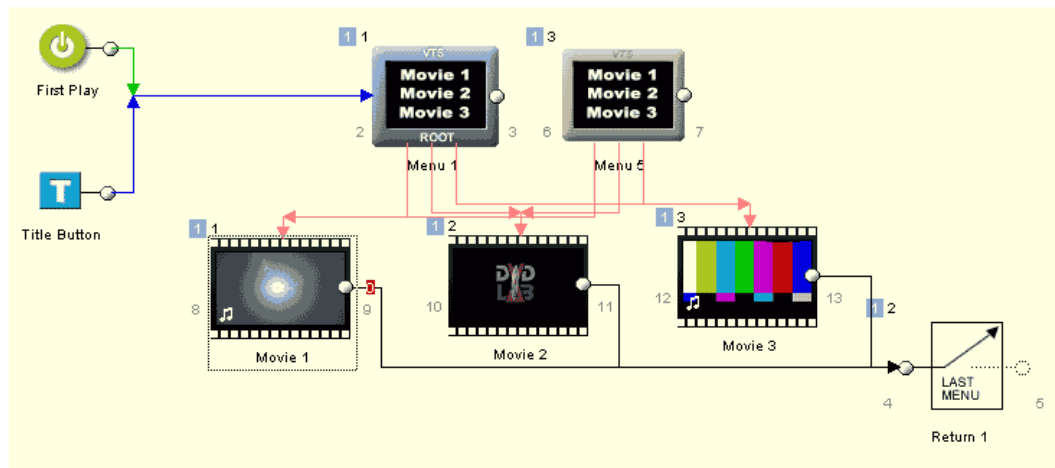 1 1
1 3
First Play
VTS
Movie 1
Movie 2
Movie 3
ROOT
2
3
Menu 1
VTS
Movie 1
Movie 2
Movie 3
6
7
Menu 5
T
Title Button
1 1
8
9
Movie 1
1 2
DVD
LAB
10
11
Movie 2
1 3
12
13
Movie 3
1 2
LAST
MENU
4
5
Return 1